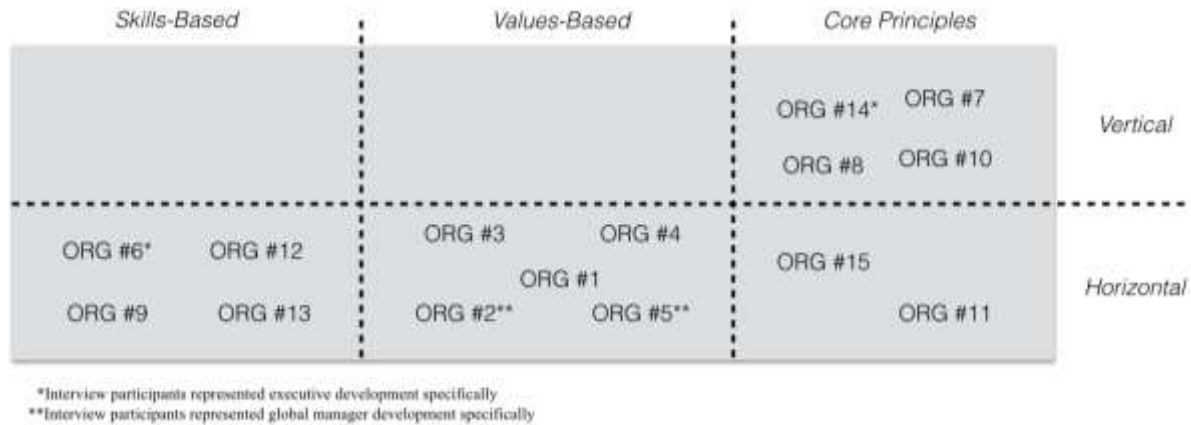 Skills-Based Values-Based Core Principles
ORG #14* ORG #7
Vertical
ORG #8 ORG #10
ORG #3 ORG #4
ORG #6* ORG #12
ORG #15
ORG #1
Horizontal
ORG #9 ORG #13 ORG #2** ORG #5** ORG #11
*Interview participants represented executive development specifically
**Interview participants represented global manager development specifically